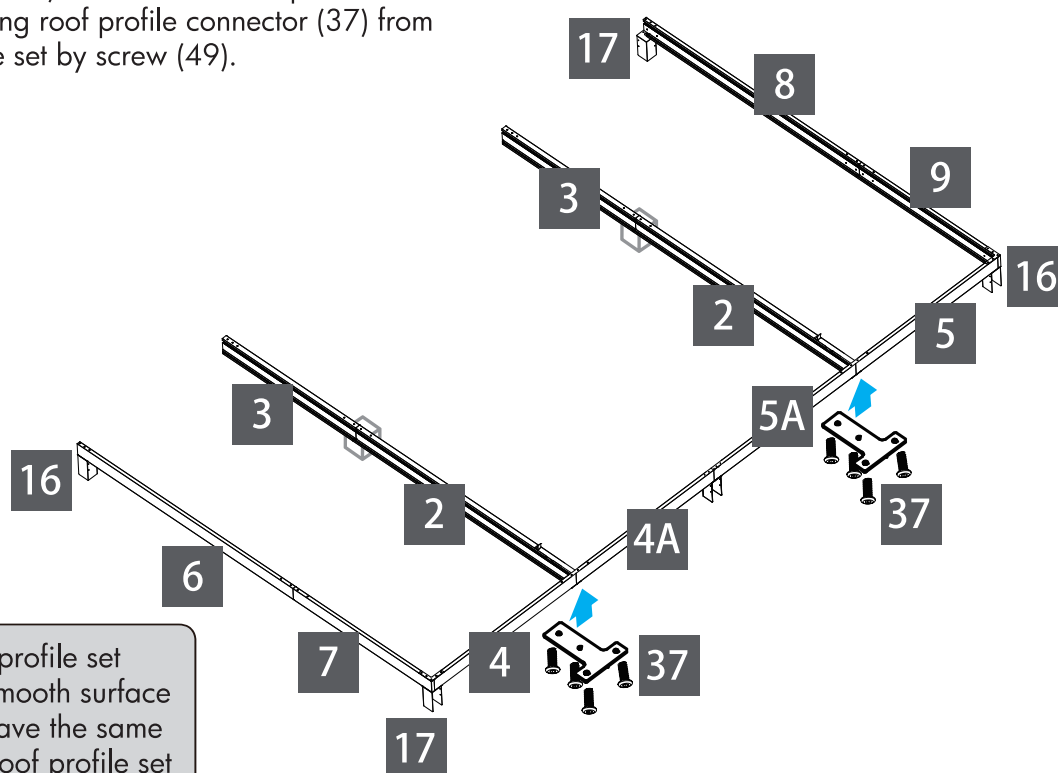 ing roof profile connector (37) from
set by screw (49).
17
8
9
3
16
2
5
3
5A
16
2
37
4A
6
7
4
37
17
profile set
mooth surface
ave the same
oof profile set